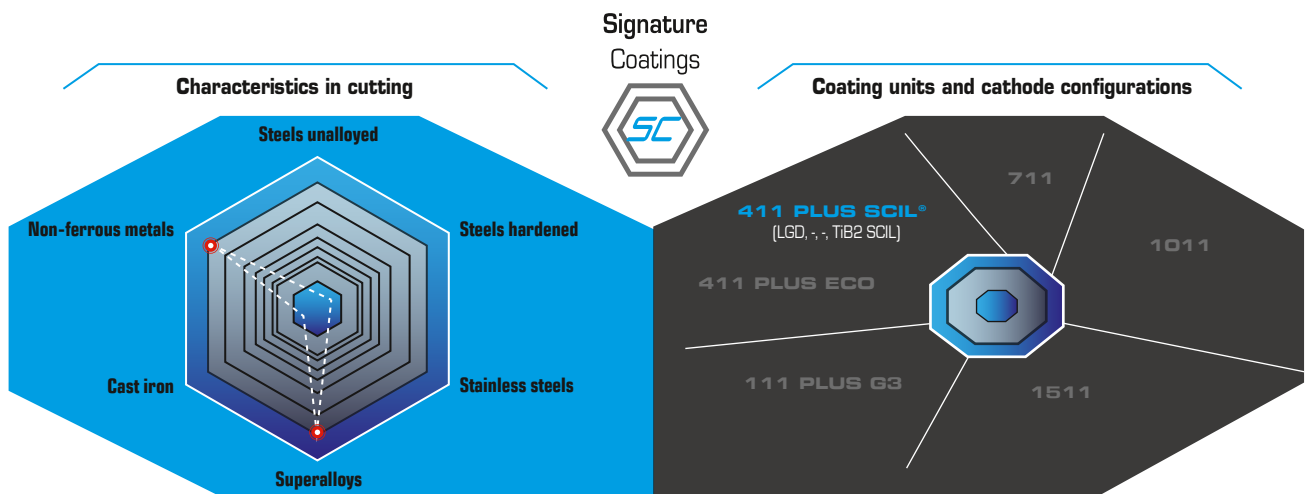 Signature
Coatings
SC
Characteristics in cutting
Steels unalloyed
Non-ferrous metals
Steels hardened
Cast iron
Stainless steels
Superalloys
Coating units and cathode configurations
711
411 PLUS SCIL®
(LGD, -, -, TiB2 SCIL)
1011
411 PLUS ECO
111 PLUS G3
1511